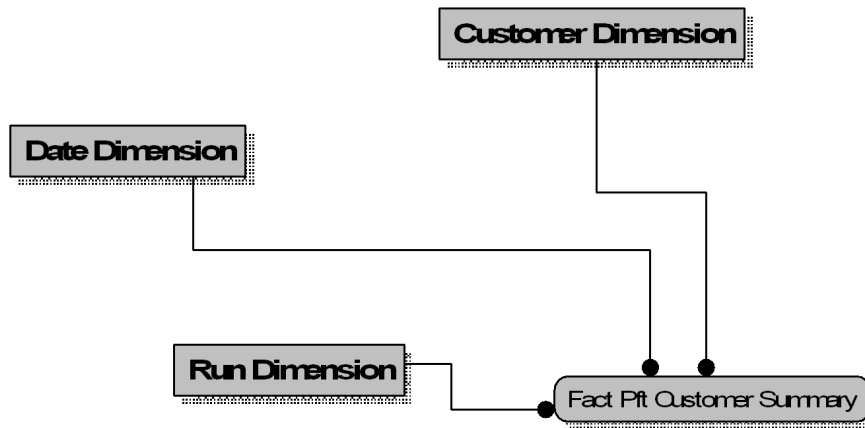 Customer Dimension
Date Dimension
Run Dimension
Fact Pft Customer Summary